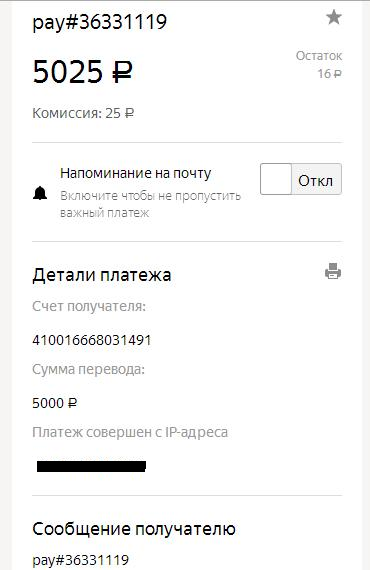 pay#36331119
5025 ₽
Остаток
16 ₽
Комиссия: 25 ₽
Напоминание на почту
Откл
Включите чтобы не пропустить
важный платеж
Детали платежа
Счет получателя:
410016668031491
Сумма перевода:
5000 ₽
Платеж совершен с IP-адреса
Сообщение получателю
pay#36331119